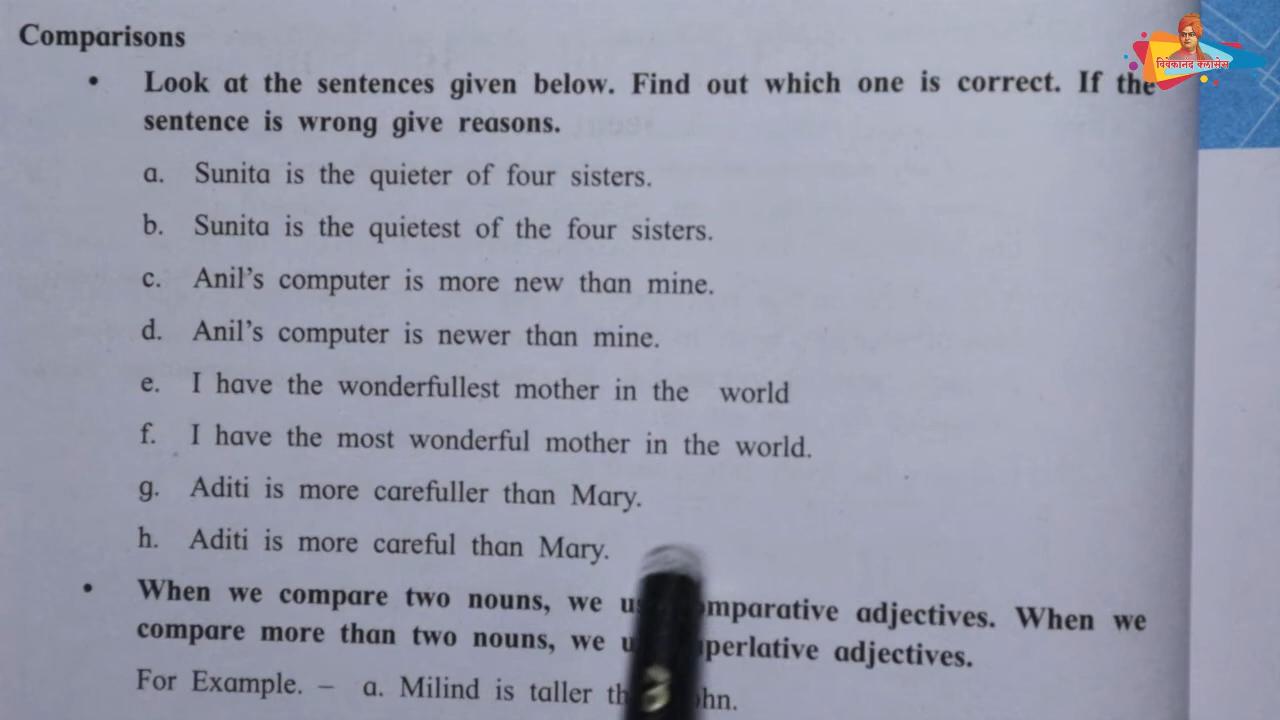 Comparisons
• Look at the sentences given below. Find out which one is correct. If the
sentence is wrong give reasons.
a. Sunita is the quieter of four sisters.
b. Sunita is the quietest of the four sisters.
c. Anil's computer is more new than mine.
d. Anil's computer is newer than mine.
e. I have the wonderfullest mother in the world
f. I have the most wonderful mother in the world.
g. Aditi is more carefuller than Mary.
h. Aditi is more careful than Mary.
• When we compare two nouns, we adjectives. When we
compare more than two nouns, we adjectives.
For Example. – a. Milind is taller
विवेकानंद क्लासेस